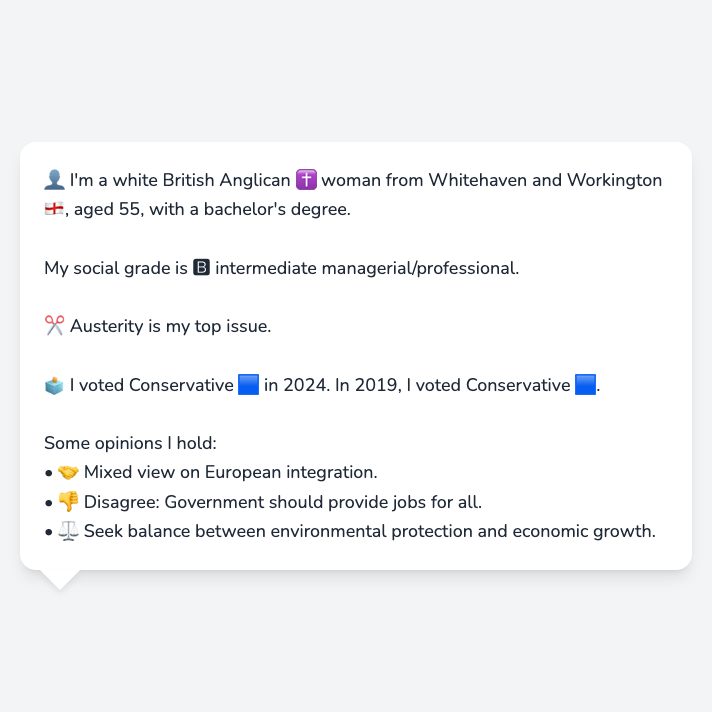 👤 I'm a white British Anglican ✝️ woman from Whitehaven and Workington
🏴󠁧󠁢󠁥󠁮󠁧󠁿, aged 55, with a bachelor's degree.
My social grade is 🅱 intermediate managerial/professional.
✂️ Austerity is my top issue.
🗳️ I voted Conservative 🟦 in 2024. In 2019, I voted Conservative 🟦.
Some opinions I hold:
• 🤝 Mixed view on European integration.
• 👎 Disagree: Government should provide jobs for all.
• ⚖️ Seek balance between environmental protection and economic growth.